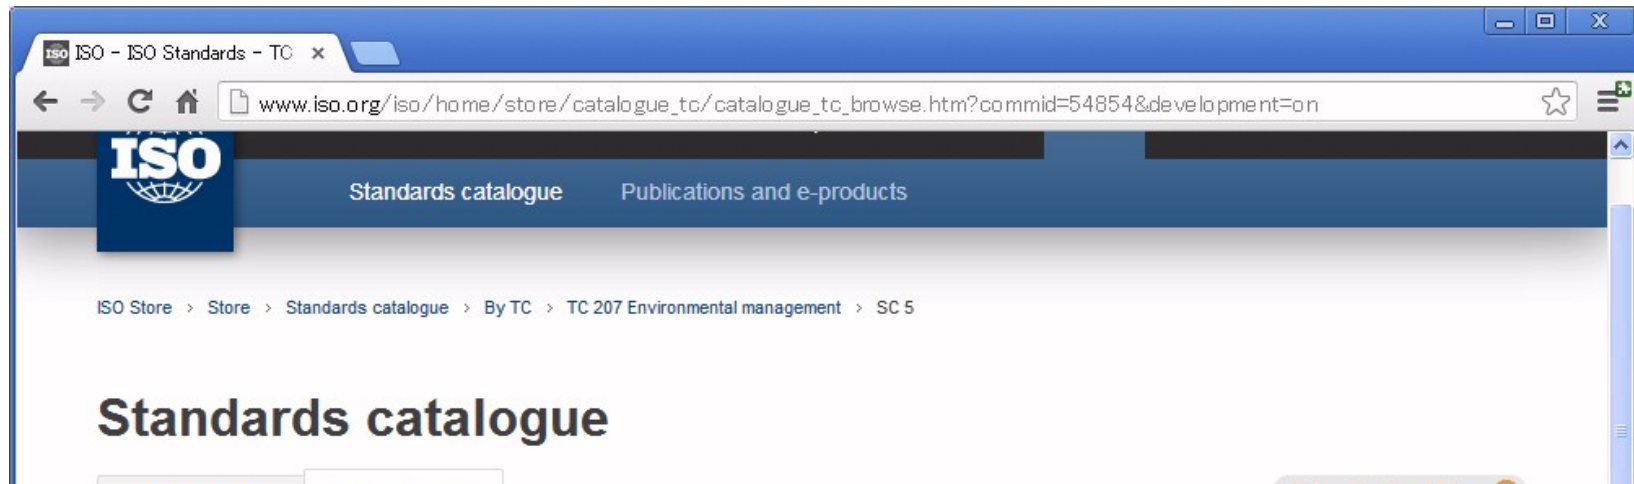 ISO ISO - ISO Standards - TC
www.iso.org/iso/home/store/catalogue_tc/catalogue_tc_browse.htm?commid=54854&development=on
ISO
Standards catalogue Publications and e-products
ISO Store > Store > Standards catalogue > By TC > TC 207 Environmental management > SC 5
Standards catalogue